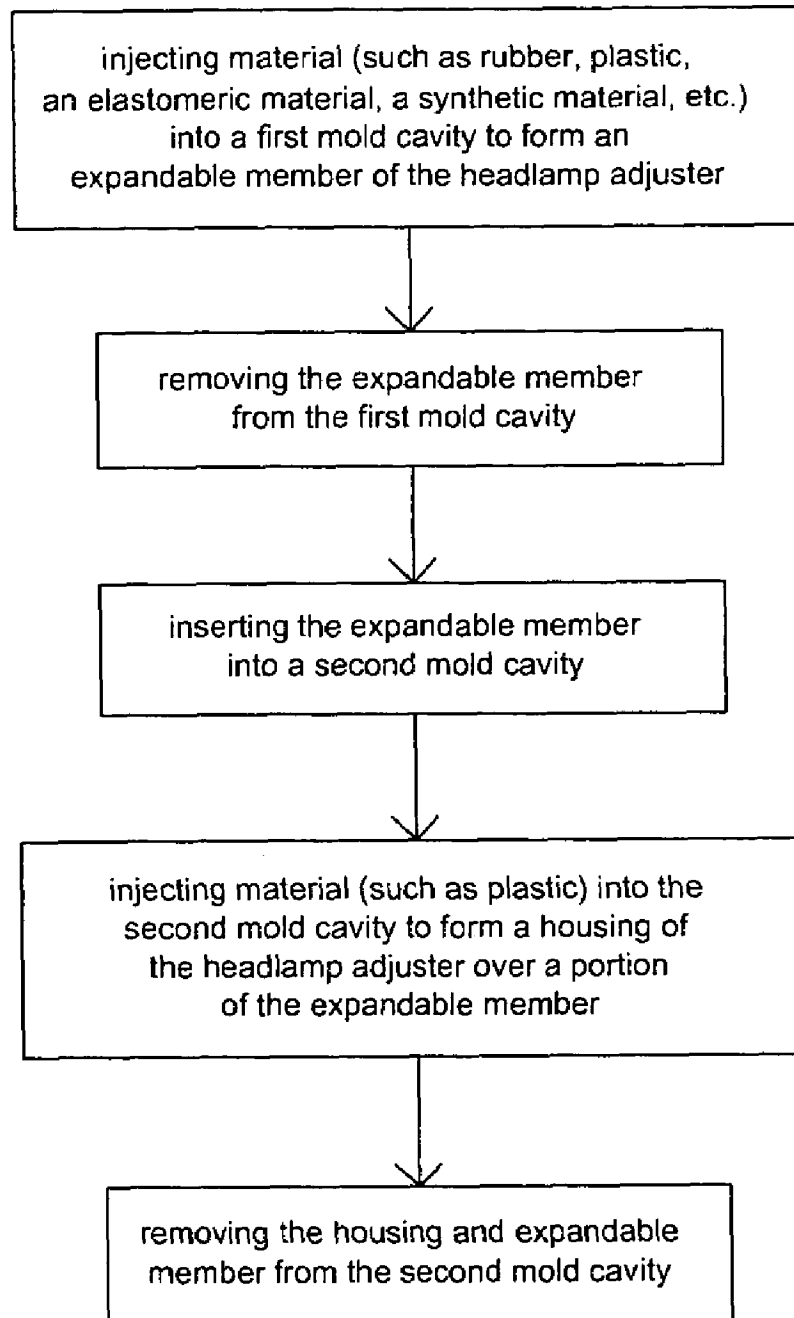 injecting material (such as rubber, plastic,
an elastomeric material, a synthetic material, etc.)
into a first mold cavity to form an
expandable member of the headlamp adjuster
removing the expandable member
from the first mold cavity
inserting the expandable member
into a second mold cavity
injecting material (such as plastic) into the
second mold cavity to form a housing of
the headlamp adjuster over a portion
of the expandable member
removing the housing and expandable
member from the second mold cavity